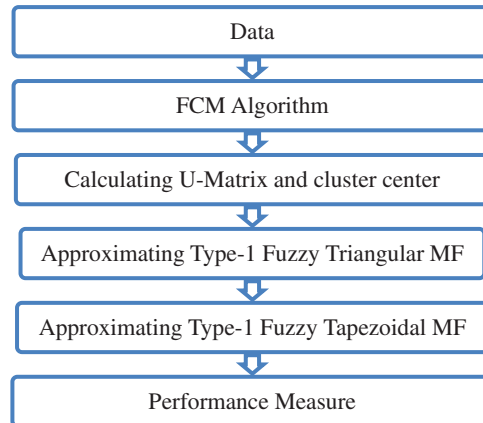 Data
FCM Algorithm
Calculating U-Matrix and cluster center
Approximating Type-1 Fuzzy Triangular MF
Approximating Type-1 Fuzzy Tapezoidal MF
Performance Measure